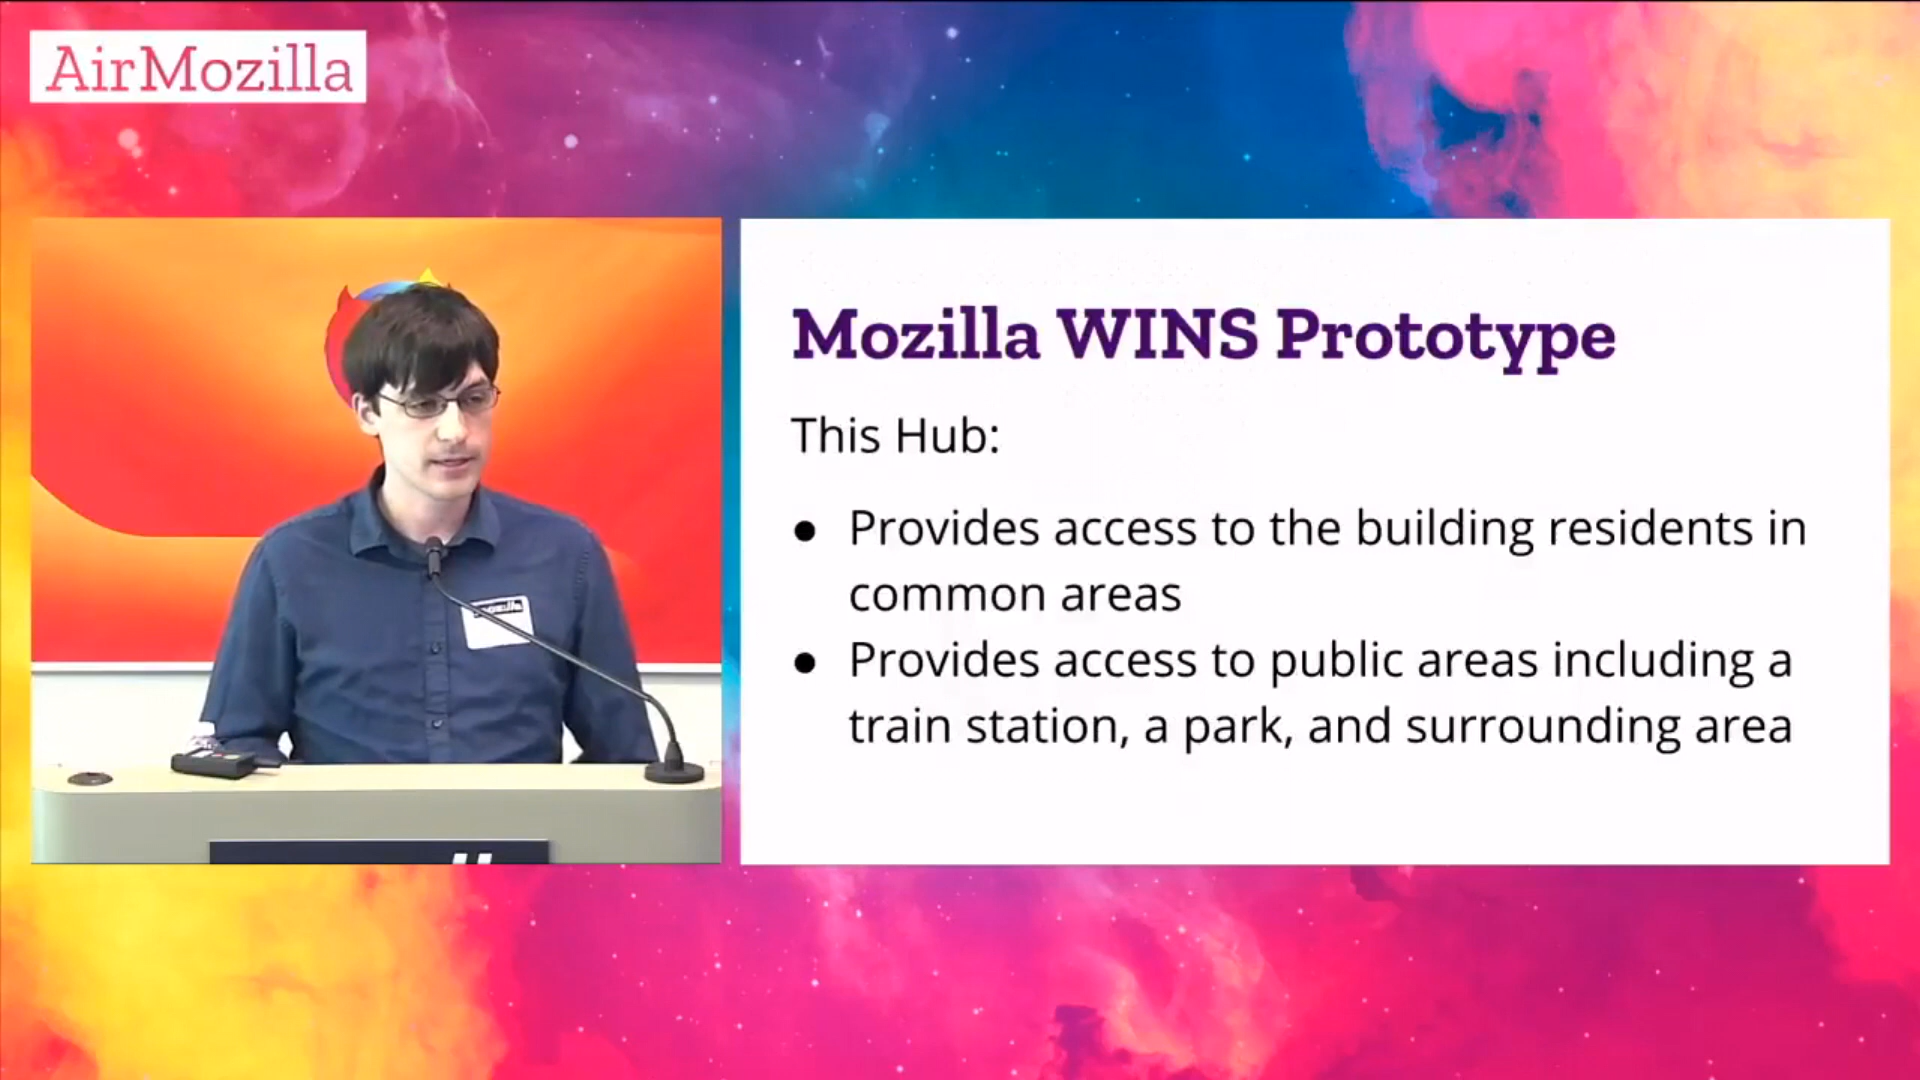 AirMozilla
Mozilla WINS Prototype
This Hub:
● Provides access to the building residents in
common areas
● Provides access to public areas including a
train station, a park, and surrounding area
mozilla